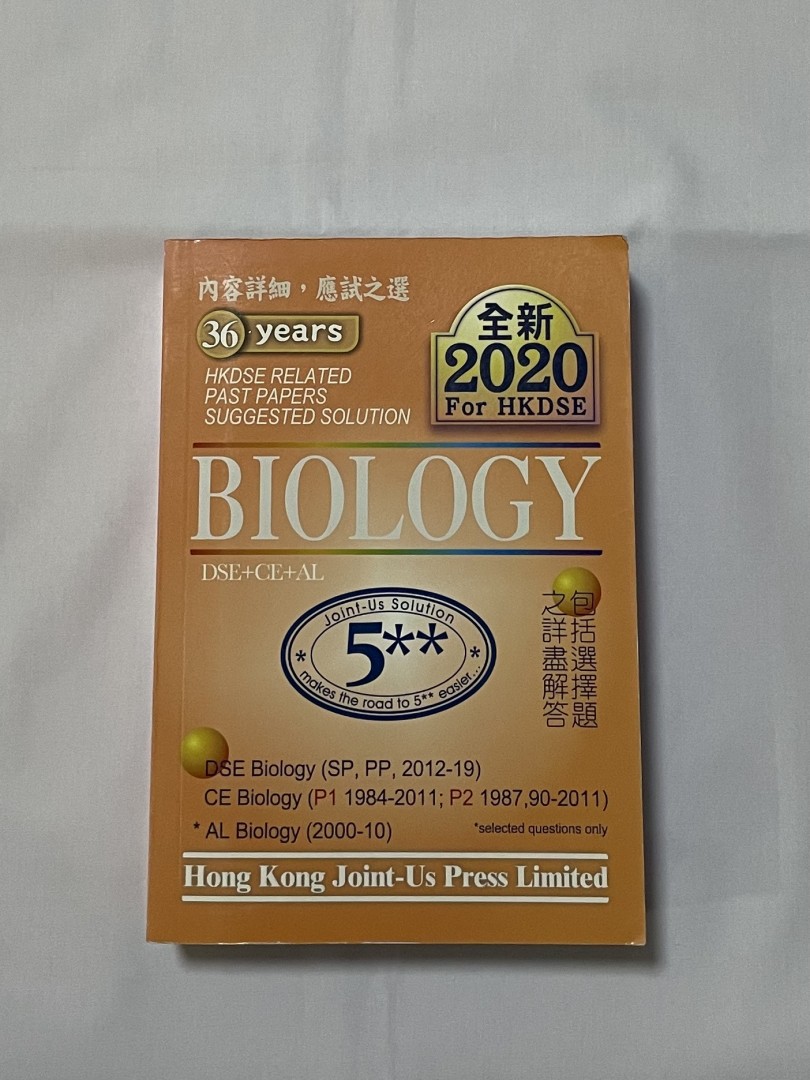 內容詳細，應試之選
36 years
HKDSE RELATED
PAST PAPERS
SUGGESTED SOLUTION
全新
2020
For HKDSE
BIOLOGY
DSE+CE+AL
Joint-Us Solution
* 5** *
makes the road to 5** easier....
包括選擇題
之詳盡解答
DSE Biology (SP, PP, 2012-19)
CE Biology (P1 1984-2011; P2 1987,90-2011)
* AL Biology (2000-10)
*selected questions only
Hong Kong Joint-Us Press Limited